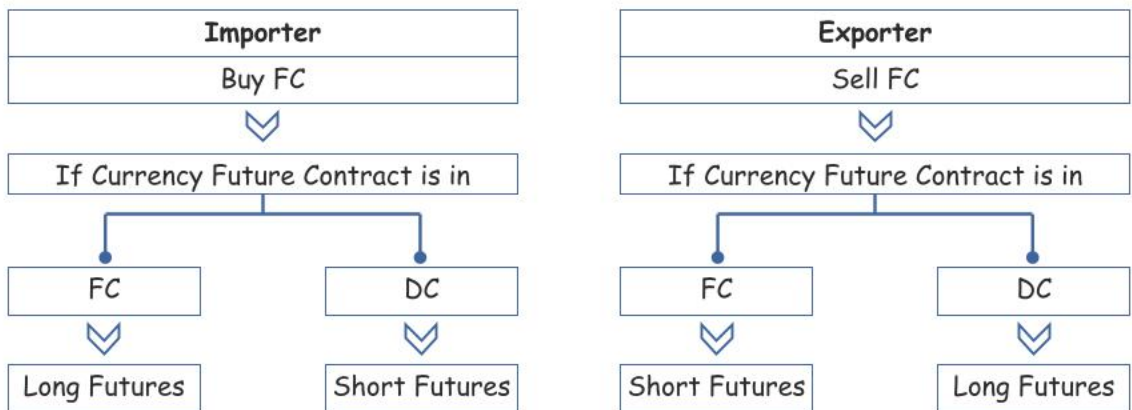 Importer
Buy FC
If Currency Future Contract is in
FC
DC
Long Futures
Short Futures
Exporter
Sell FC
If Currency Future Contract is in
FC
DC
Short Futures
Long Futures